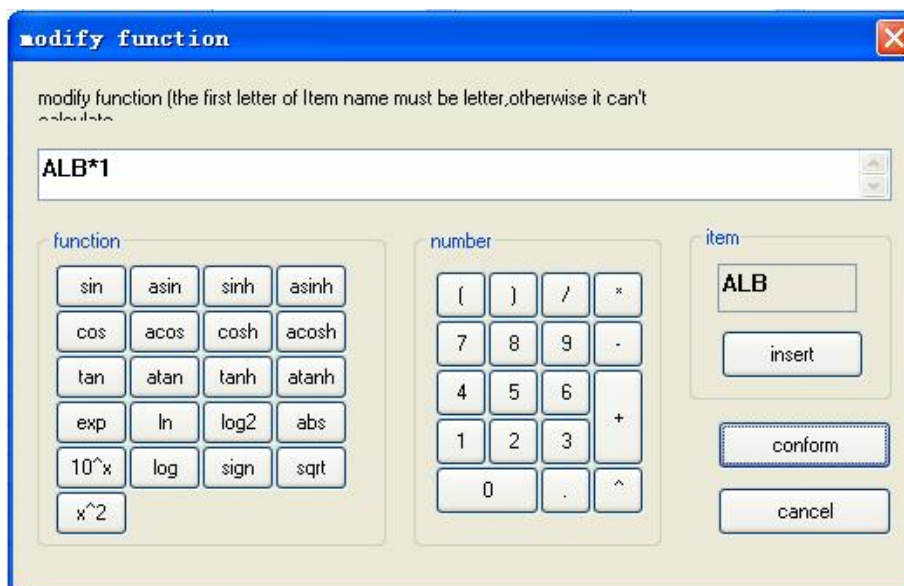 modify function
modify function (the first letter of Item name must be letter,otherwise it can't
calculate
ALB*1
function
number
item
sin asin sinh asinh
cos acos cosh acosh
tan atan tanh atanh
exp ln log2 abs
10^x log sign sqrt
x^2
( ) / *
7 8 9 -
4 5 6
+
1 2 3
0 . ^
ALB
insert
conform
cancel